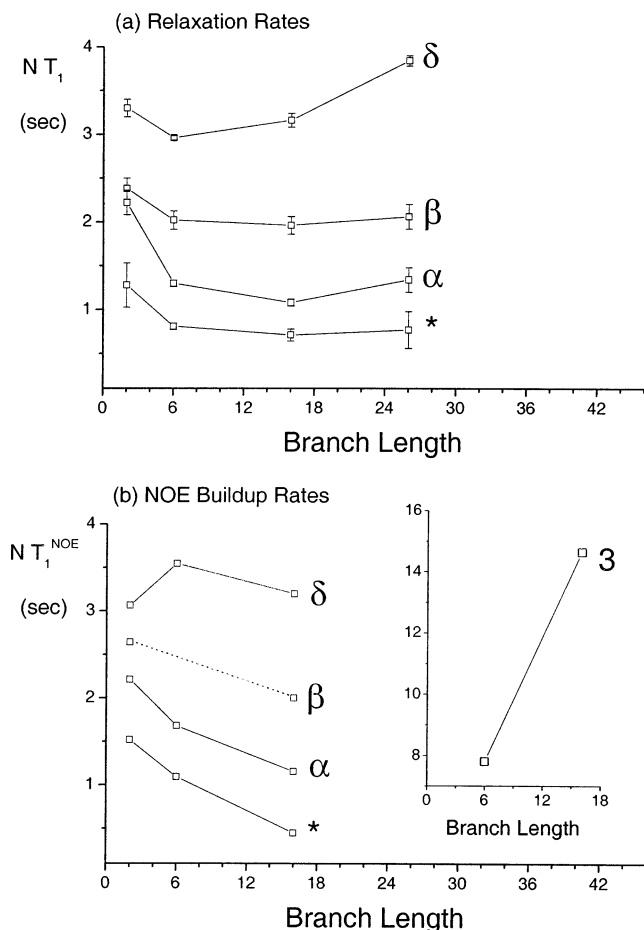 (a) Relaxation Rates
N T1
(sec)
4
3
2
1
δ
β
α
*
0 6 12 18 24 30 36 42
Branch Length
(b) NOE Buildup Rates
N T1 NOE
(sec)
4
3
2
1
δ
β
α
*
0 6 12 18 24 30 36 42
Branch Length
16
14
12
10
8
3
0 6 12 18
Branch Length